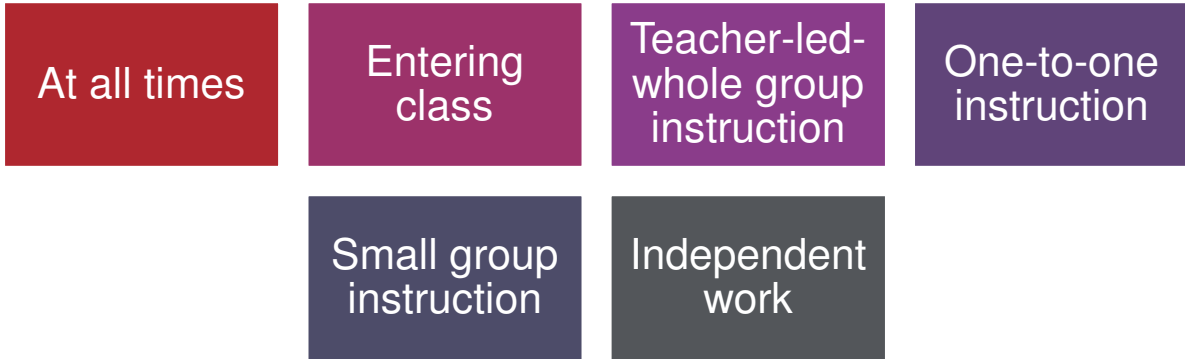 At all times
Entering
class
Teacher-led-
whole group
instruction
One-to-one
instruction
Small group
instruction
Independent
work